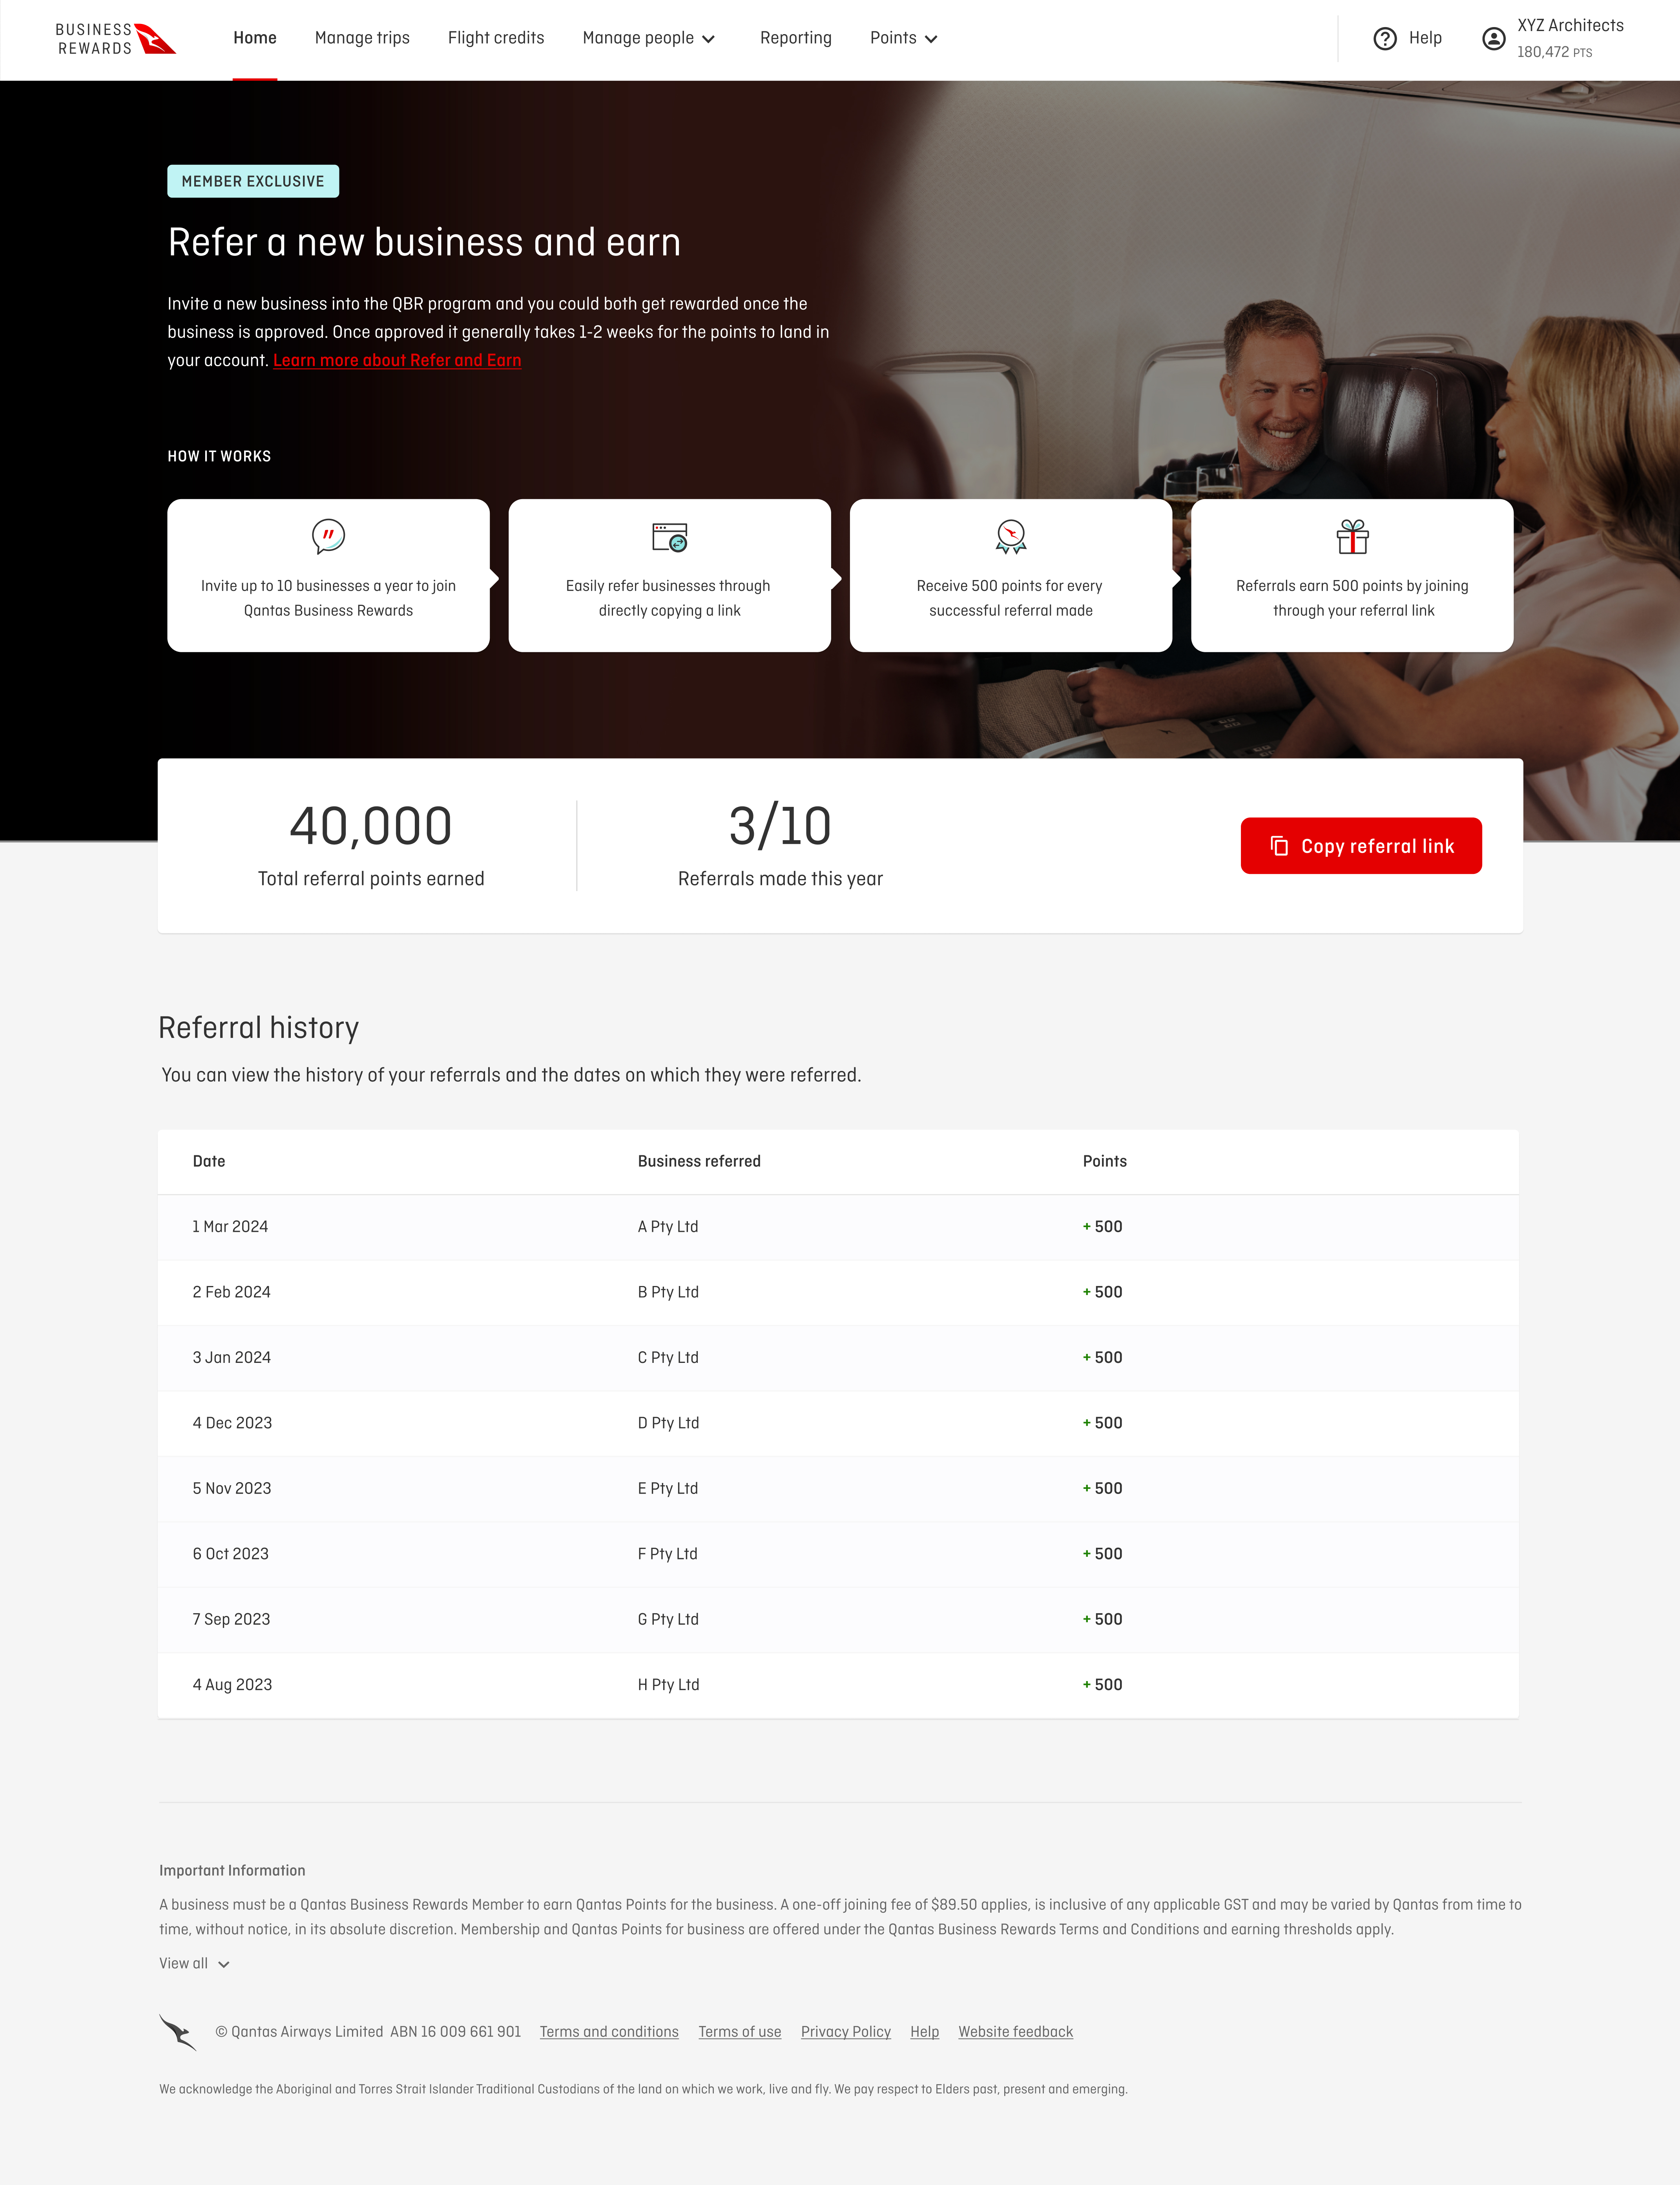 BUSINESS
REWARDS
Home Manage trips Flight credits Manage people Reporting Points
Help
XYZ Architects
180,472 PTS
MEMBER EXCLUSIVE
Refer a new business and earn
Invite a new business into the QBR program and you could both get rewarded once the
business is approved. Once approved it generally takes 1-2 weeks for the points to land in
your account. Learn more about Refer and Earn
HOW IT WORKS
Invite up to 10 businesses a year to join
Qantas Business Rewards
Easily refer businesses through
directly copying a link
Receive 500 points for every
successful referral made
Referrals earn 500 points by joining
through your referral link
40,000
Total referral points earned
3/10
Referrals made this year
Copy referral link
Referral history
You can view the history of your referrals and the dates on which they were referred.
Date Business referred Points
1 Mar 2024 A Pty Ltd + 500
2 Feb 2024 B Pty Ltd + 500
3 Jan 2024 C Pty Ltd + 500
4 Dec 2023 D Pty Ltd + 500
5 Nov 2023 E Pty Ltd + 500
6 Oct 2023 F Pty Ltd + 500
7 Sep 2023 G Pty Ltd + 500
4 Aug 2023 H Pty Ltd + 500
Important Information
A business must be a Qantas Business Rewards Member to earn Qantas Points for the business. A one-off joining fee of $89.50 applies, is inclusive of any applicable GST and may be varied by Qantas from time to
time, without notice, in its absolute discretion. Membership and Qantas Points for business are offered under the Qantas Business Rewards Terms and Conditions and earning thresholds apply.
View all
© Qantas Airways Limited ABN 16 009 661 901 Terms and conditions Terms of use Privacy Policy Help Website feedback
We acknowledge the Aboriginal and Torres Strait Islander Traditional Custodians of the land on which we work, live and fly. We pay respect to Elders past, present and emerging.